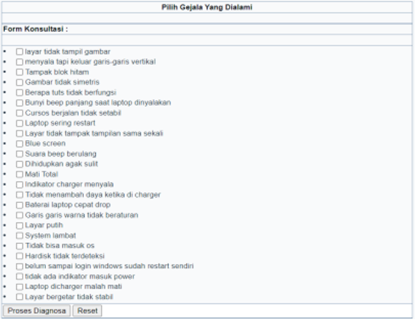 Pilih Gejala Yang Dialami
Form Konsultasi :
layar tidak tampil gambar
menyala tapi keluar garis-garis vertikal
Tampak blok hitam
Gambar tidak simetris
Berapa tuts tidak berfungsi
Bunyi beep panjang saat laptop dinyalakan
Cursos berjalan tidak setabil
Laptop sering restart
Layar tidak tampak tampilan sama sekali
Blue screen
Suara beep berulang
Dihidupkan agak sulit
Mati Total
Indikator charger menyala
Tidak menambah daya ketika di charger
Baterai laptop cepat drop
Garis garis warna tidak beraturan
Layar putih
System lambat
Tidak bisa masuk os
Hardisk tidak terdeteksi
belum sampai login windows sudah restart sendiri
tidak ada indikator masuk power
Laptop dicharger malah mati
Layar bergetar tidak stabil
Proses Diagnosa Reset